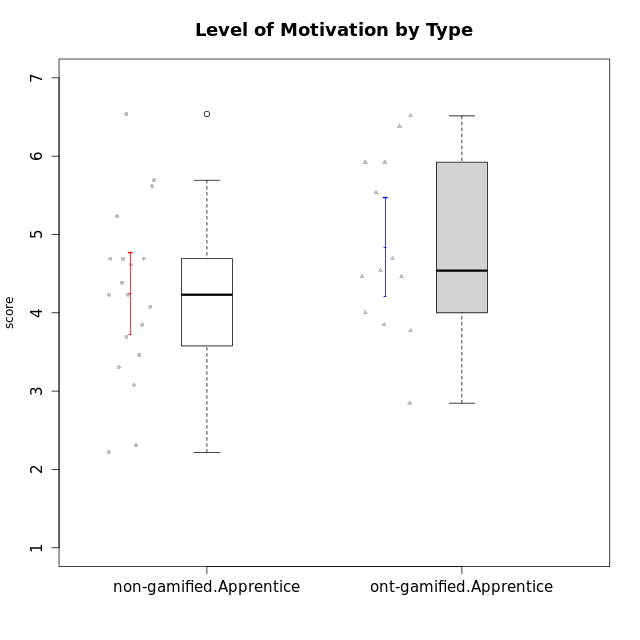 Level of Motivation by Type
7
6
5
4
3
2
1
score
non-gamified.Apprentice
ont-gamified.Apprentice